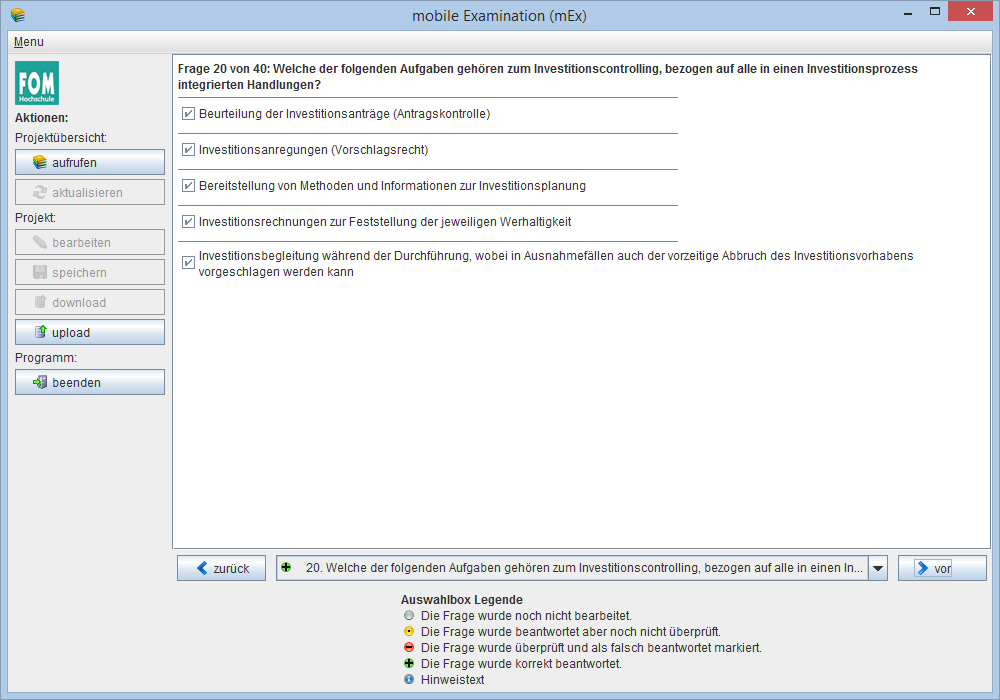 mobile Examination (mEx)
Menu
FOM
Hochschule
Aktionen:
Projektübersicht:
aufrufen
aktualisieren
Projekt:
bearbeiten
speichern
download
upload
Programm:
beenden
Frage 20 von 40: Welche der folgenden Aufgaben gehören zum Investitionscontrolling, bezogen auf alle in einen Investitionsprozess
integrierten Handlungen?
Beurteilung der Investitionsanträge (Antragskontrolle)
Investitionsanregungen (Vorschlagsrecht)
Bereitstellung von Methoden und Informationen zur Investitionsplanung
Investitionsrechnungen zur Feststellung der jeweiligen Werhaltigkeit
Investitionsbegleitung während der Durchführung, wobei in Ausnahmefällen auch der vorzeitige Abbruch des Investitionsvorhabens
vorgeschlagen werden kann
zurück
20. Welche der folgenden Aufgaben gehören zum Investitionscontrolling, bezogen auf alle in einen In...
vor
Auswahlbox Legende
Die Frage wurde noch nicht bearbeitet.
Die Frage wurde beantwortet aber noch nicht überprüft.
Die Frage wurde überprüft und als falsch beantwortet markiert.
Die Frage wurde korrekt beantwortet.
Hinweistext